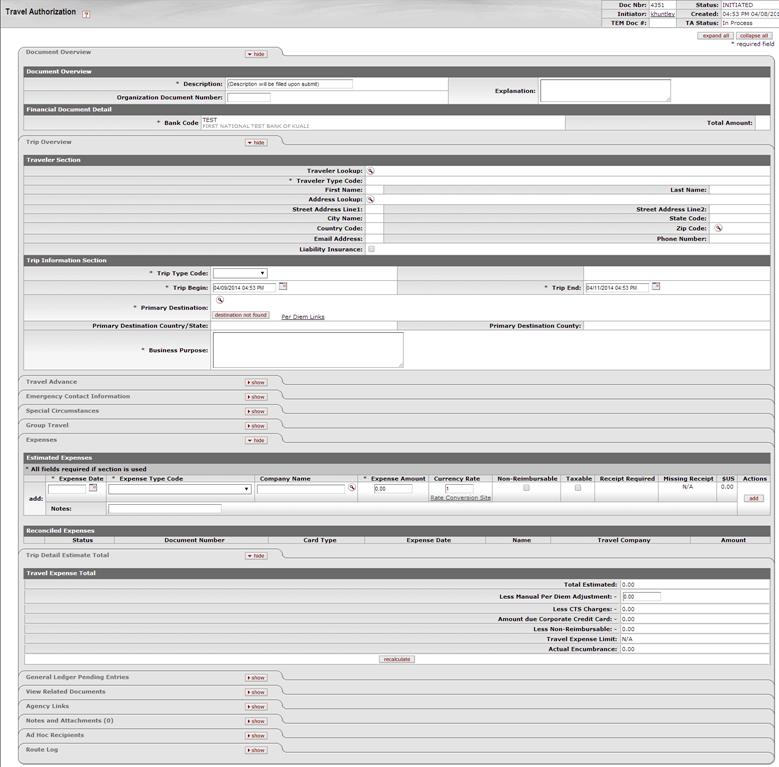 Travel Authorization ?
Doc Nbr: 4351 Status: INITIATED
Initiator: khuntley Created: 04:53 PM 04/08/201
TEM Doc #: TA Status: In Process
expand all collapse all
* required field
Document Overview hide
Document Overview
* Description: (Description will be filled upon submit) Explanation:
Organization Document Number:
Financial Document Detail
* Bank Code TEST Total Amount:
FIRST NATIONAL TEST BANK OF KUALI
Trip Overview hide
Traveler Section
Traveler Lookup:
* Traveler Type Code:
First Name: Last Name:
Address Lookup:
Street Address Line1: Street Address Line2:
City Name: State Code:
Country Code: Zip Code:
Email Address: Phone Number:
Liability Insurance:
Trip Information Section
* Trip Type Code:
* Trip Begin: 04/09/2014 04:53 PM * Trip End: 04/11/2014 04:53 PM
* Primary Destination:
destination not found Per Diem Links
Primary Destination Country/State: Primary Destination County:
* Business Purpose:
Travel Advance show
Emergency Contact Information show
Special Circumstances show
Group Travel show
Expenses hide
Estimated Expenses
* All fields required if section is used
* Expense Date * Expense Type Code Company Name * Expense Amount Currency Rate Non-Reimbursable Taxable Receipt Required Missing Receipt $US Actions
add: 0.00 1 N/A 0.00 add
Rate Conversion Site
Notes:
Reconciled Expenses
Status Document Number Card Type Expense Date Name Travel Company Amount
Trip Detail Estimate Total hide
Travel Expense Total
Total Estimated: 0.00
Less Manual Per Diem Adjustment: - 0.00
Less CTS Charges: - 0.00
Amount due Corporate Credit Card: - 0.00
Less Non-Reimbursable: - 0.00
Travel Expense Limit: N/A
Actual Encumbrance: 0.00
recalculate
General Ledger Pending Entries show
View Related Documents show
Agency Links show
Notes and Attachments (0) show
Ad Hoc Recipients show
Route Log show